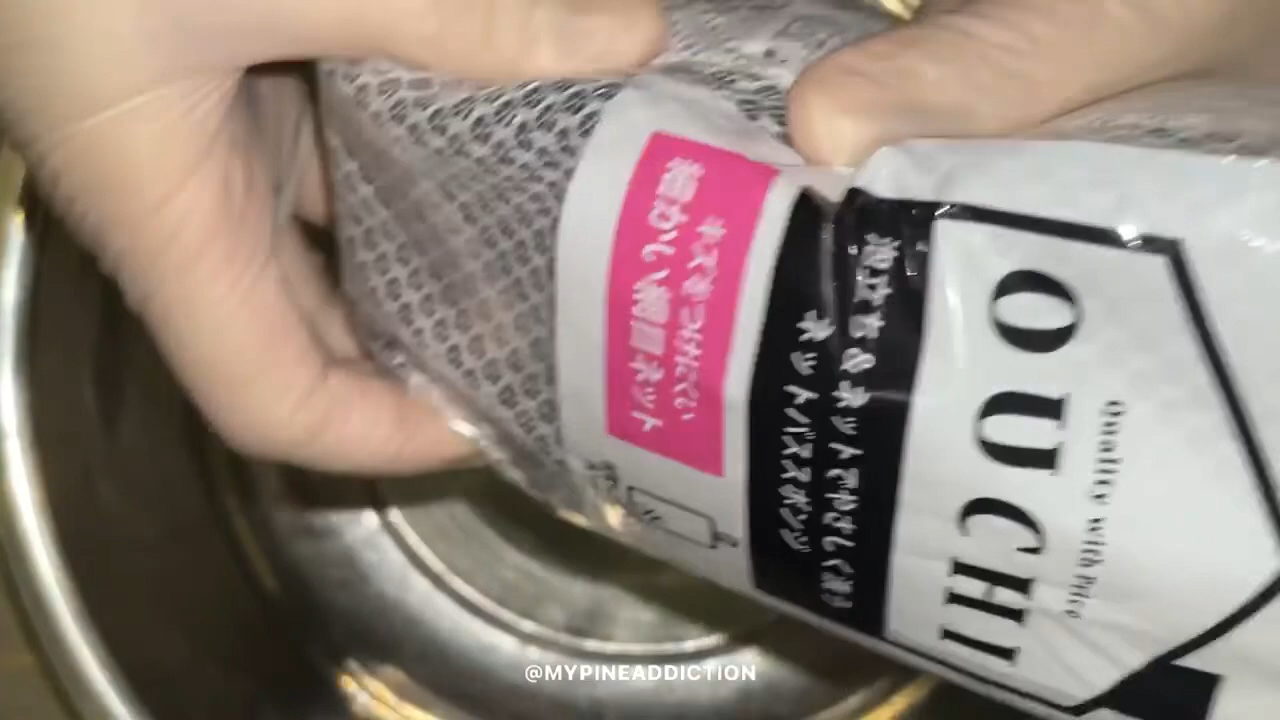 OUCHI
Quality with Price
泡立ちのネットでやさしく洗う
ネットバススポンジ
キズをつけにくい
細かい網目ネット
@MYPINEADDICTION